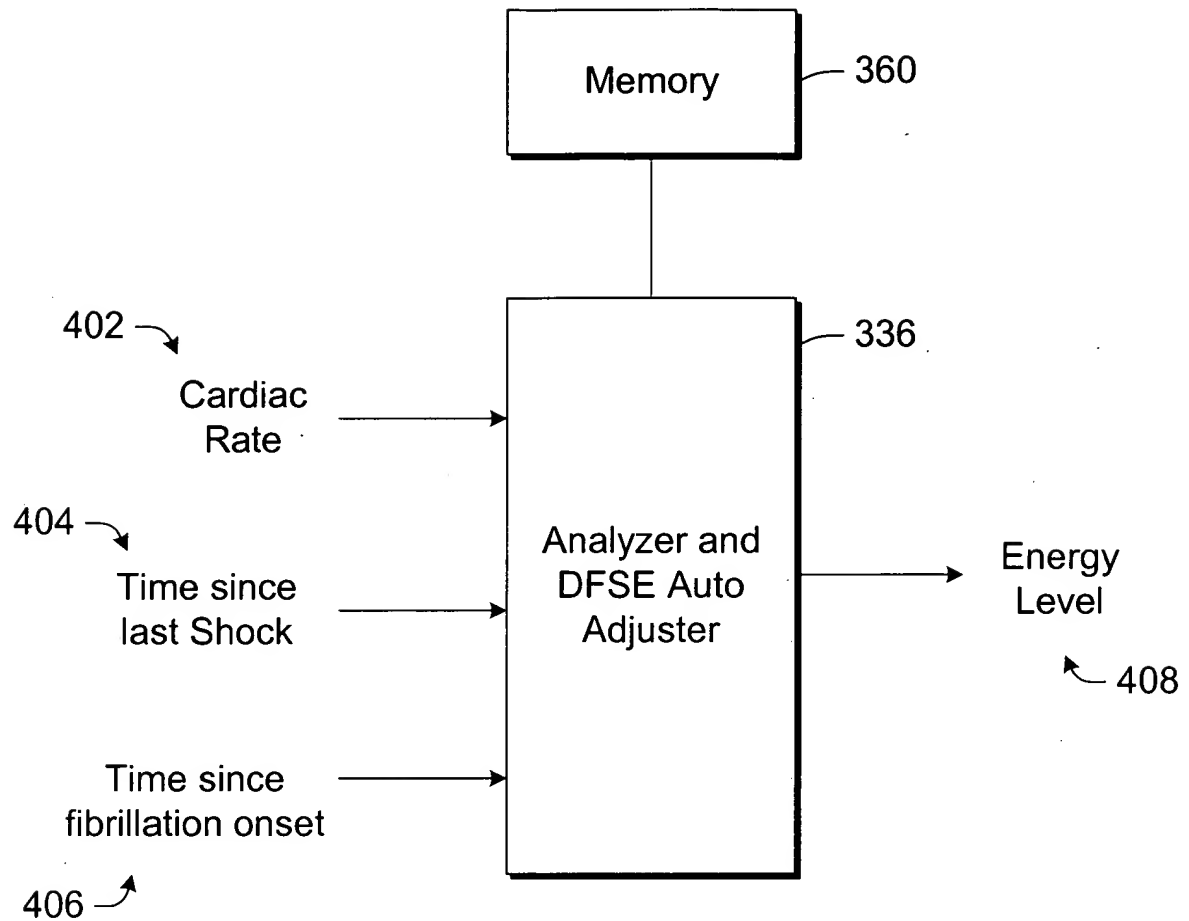 Memory
360
402
336
Cardiac
Rate
404
Time since
last Shock
Analyzer and
DFSE Auto
Adjuster
Energy
Level
408
Time since
fibrillation onset
406